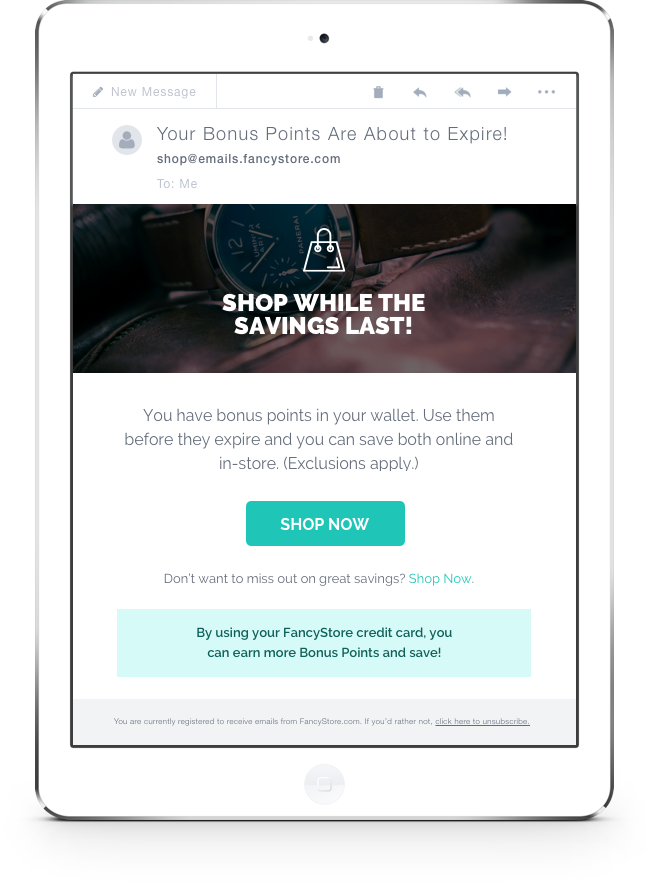 New Message
Your Bonus Points Are About to Expire!
shop@emails.fancystore.com
To: Me
LUMINOR
MARINA
PANERAI
12
SHOP WHILE THE
SAVINGS LAST!
You have bonus points in your wallet. Use them
before they expire and you can save both online and
in-store. (Exclusions apply.)
SHOP NOW
Don't want to miss out on great savings? Shop Now.
By using your FancyStore credit card, you
can earn more Bonus Points and save!
You are currently registered to receive emails from FancyStore.com. If you'd rather not, click here to unsubscribe.